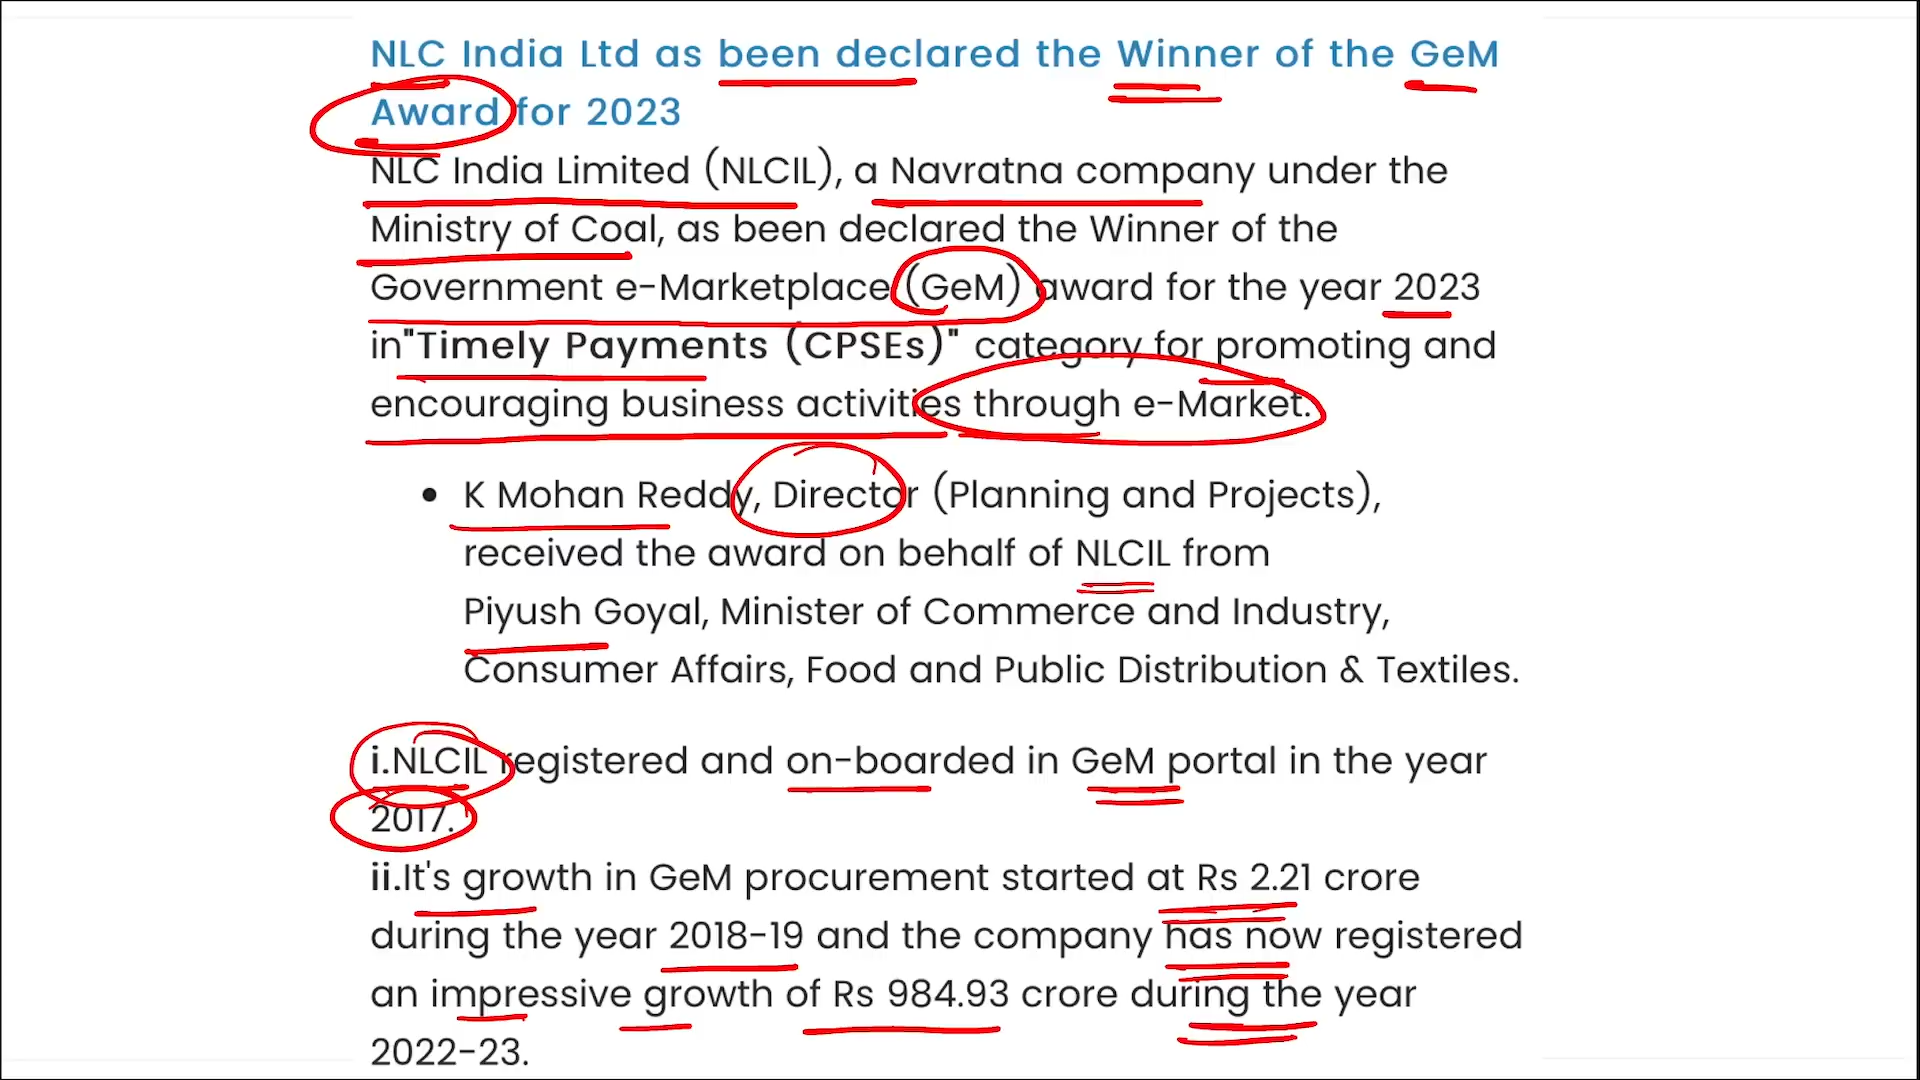 NLC India Ltd as been declared the Winner of the GeM
Award for 2023
NLC India Limited (NLCIL), a Navratna company under the
Ministry of Coal, as been declared the Winner of the
Government e-Marketplace (GeM) award for the year 2023
in"Timely Payments (CPSEs)" category for promoting and
encouraging business activities through e-Market.
• K Mohan Reddy, Director (Planning and Projects),
received the award on behalf of NLCIL from
Piyush Goyal, Minister of Commerce and Industry,
Consumer Affairs, Food and Public Distribution & Textiles.
i.NLCIL registered and on-boarded in GeM portal in the year
2017.
ii.It's growth in GeM procurement started at Rs 2.21 crore
during the year 2018-19 and the company has now registered
an impressive growth of Rs 984.93 crore during the year
2022-23.